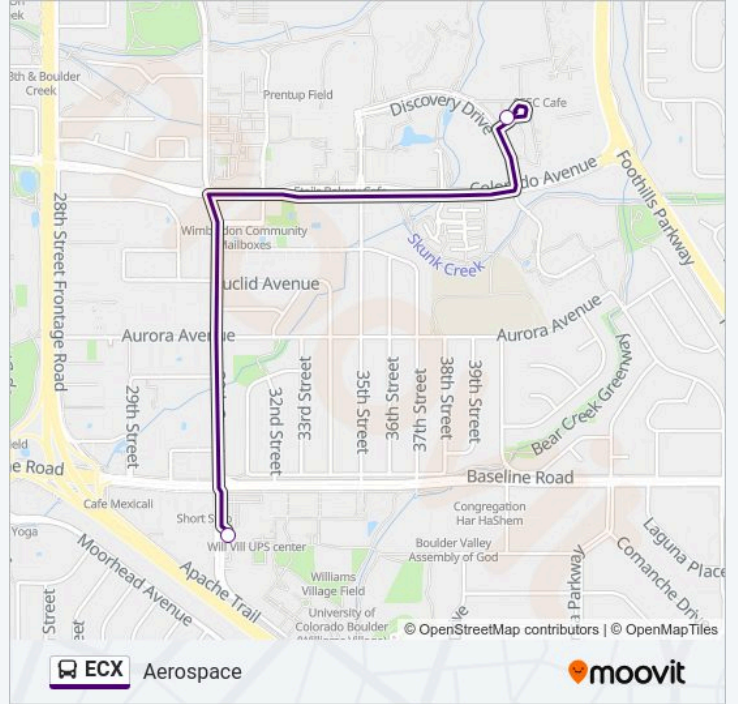 ek
8th & Boulder
Creek
Prentup Field
Discovery Drive
Cafe
Colorado Avenue
Foothills Parkway
28th Street Frontage Road
Mailboxes
Skunk Creek
uclid Avenue
Aurora Avenue
Aurora Avenue
29th Street
32nd Street
33rd Street
35th Street
36th Street
37th Street
38th Street
39th Street
Bear Creek Greenway
Baseline Road
e Road
Cafe Mexicali
Short
Yoga
Will Vill UPS center
Congregation
Har HaShem
Boulder Valley
Assembly of God
Moorhead Avenue
Apache Trail
Williams
Village Field
University of
Colorado Boulder
(Williams Village)
Laguna Place
Comanche Drive
a Parkway
Street
© OpenStreetMap contributors | © OpenMapTiles
ECX Aerospace
moovit